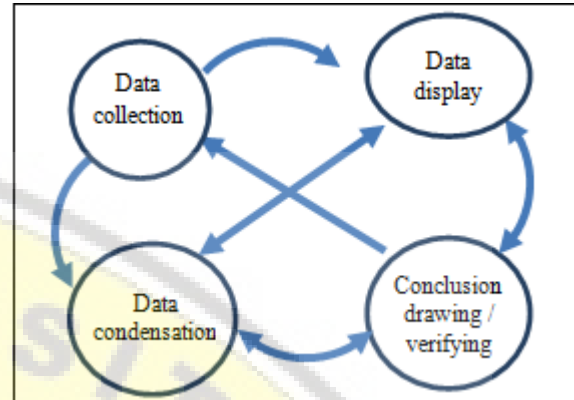 Data
collection
Data
display
Data
condensation
Conclusion
drawing /
verifying